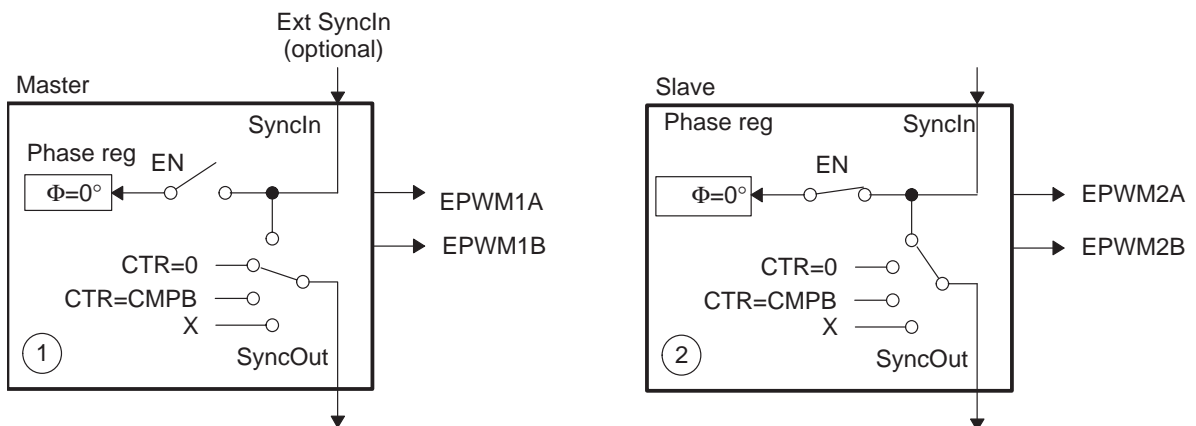 Ext SyncIn
(optional)
Master
SyncIn
Phase reg
EN
Φ=0°
EPWM1A
EPWM1B
CTR=0
CTR=CMPB
X
1
SyncOut
Slave
Phase reg
SyncIn
EN
Φ=0°
EPWM2A
EPWM2B
CTR=0
CTR=CMPB
X
2
SyncOut